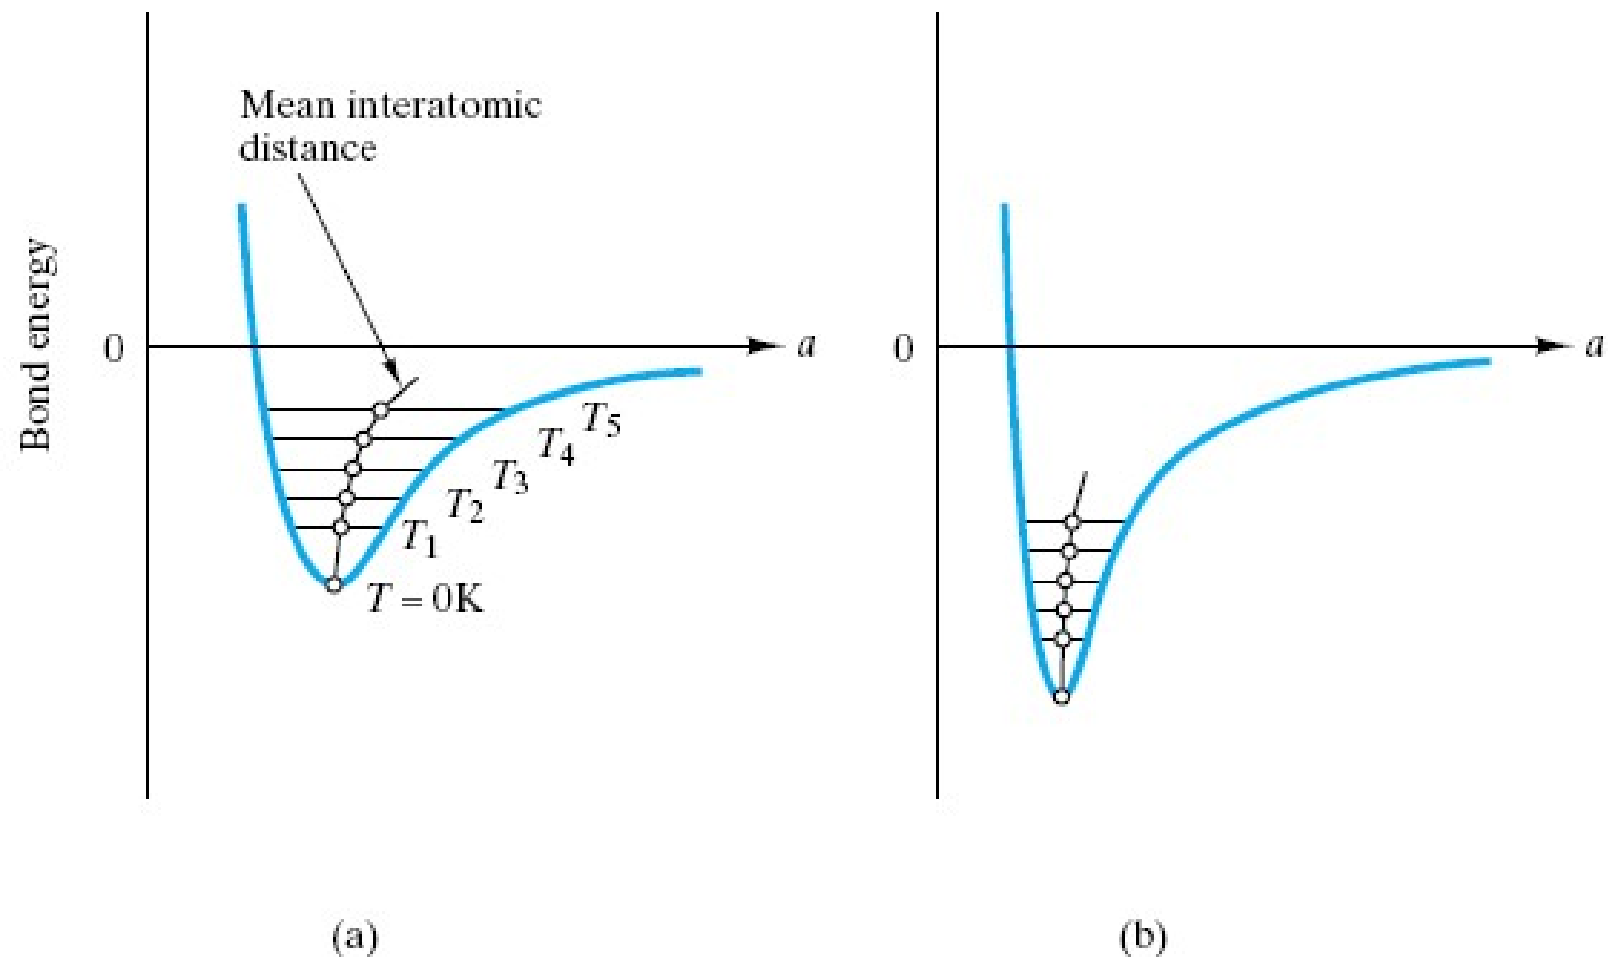 Mean interatomic
distance
Bond energy
0
a
T5
T4
T3
T2
T1
T = 0K
(a)
0
a
(b)